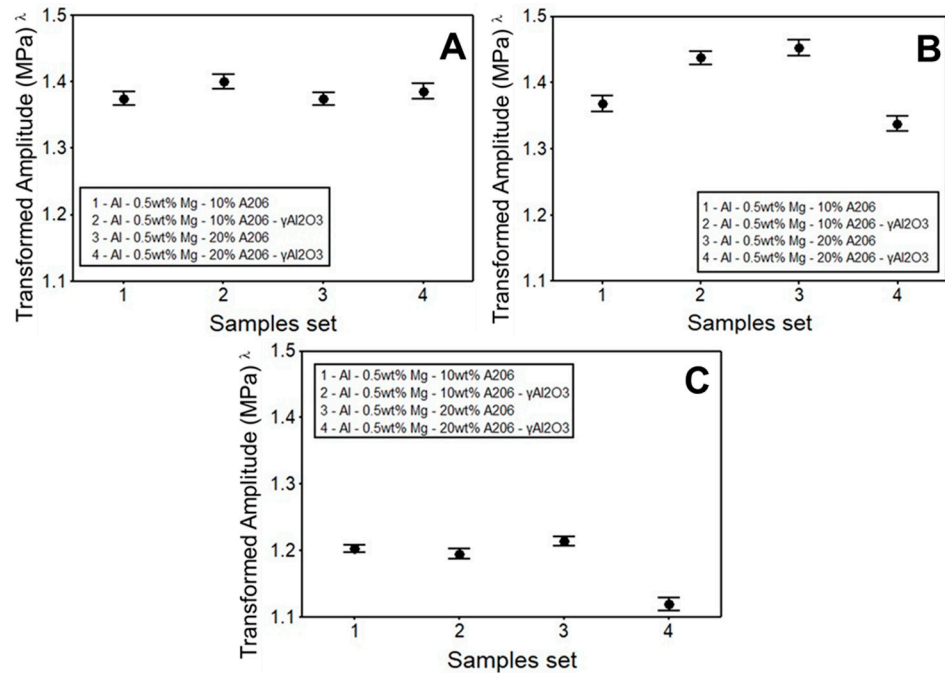 A
Transformed Amplitude (MPa) λ
1.5
1.4
1.3
1.2
1.1
1 - Al - 0.5wt% Mg - 10% A206
2 - Al - 0.5wt% Mg - 10% A206 - γAl2O3
3 - Al - 0.5wt% Mg - 20% A206
4 - Al - 0.5wt% Mg - 20% A206 - γAl2O3
1 2 3 4
Samples set
B
Transformed Amplitude (MPa) λ
1.5
1.4
1.3
1.2
1.1
1 - Al - 0.5wt% Mg - 10% A206
2 - Al - 0.5wt% Mg - 10% A206 - γAl2O3
3 - Al - 0.5wt% Mg - 20% A206
4 - Al - 0.5wt% Mg - 20% A206 - γAl2O3
1 2 3 4
Samples set
C
Transformed Amplitude (MPa) λ
1.5
1.4
1.3
1.2
1.1
1 - Al - 0.5wt% Mg - 10wt% A206
2 - Al - 0.5wt% Mg - 10wt% A206 - γAl2O3
3 - Al - 0.5wt% Mg - 20wt% A206
4 - Al - 0.5wt% Mg - 20wt% A206 - γAl2O3
1 2 3 4
Samples set